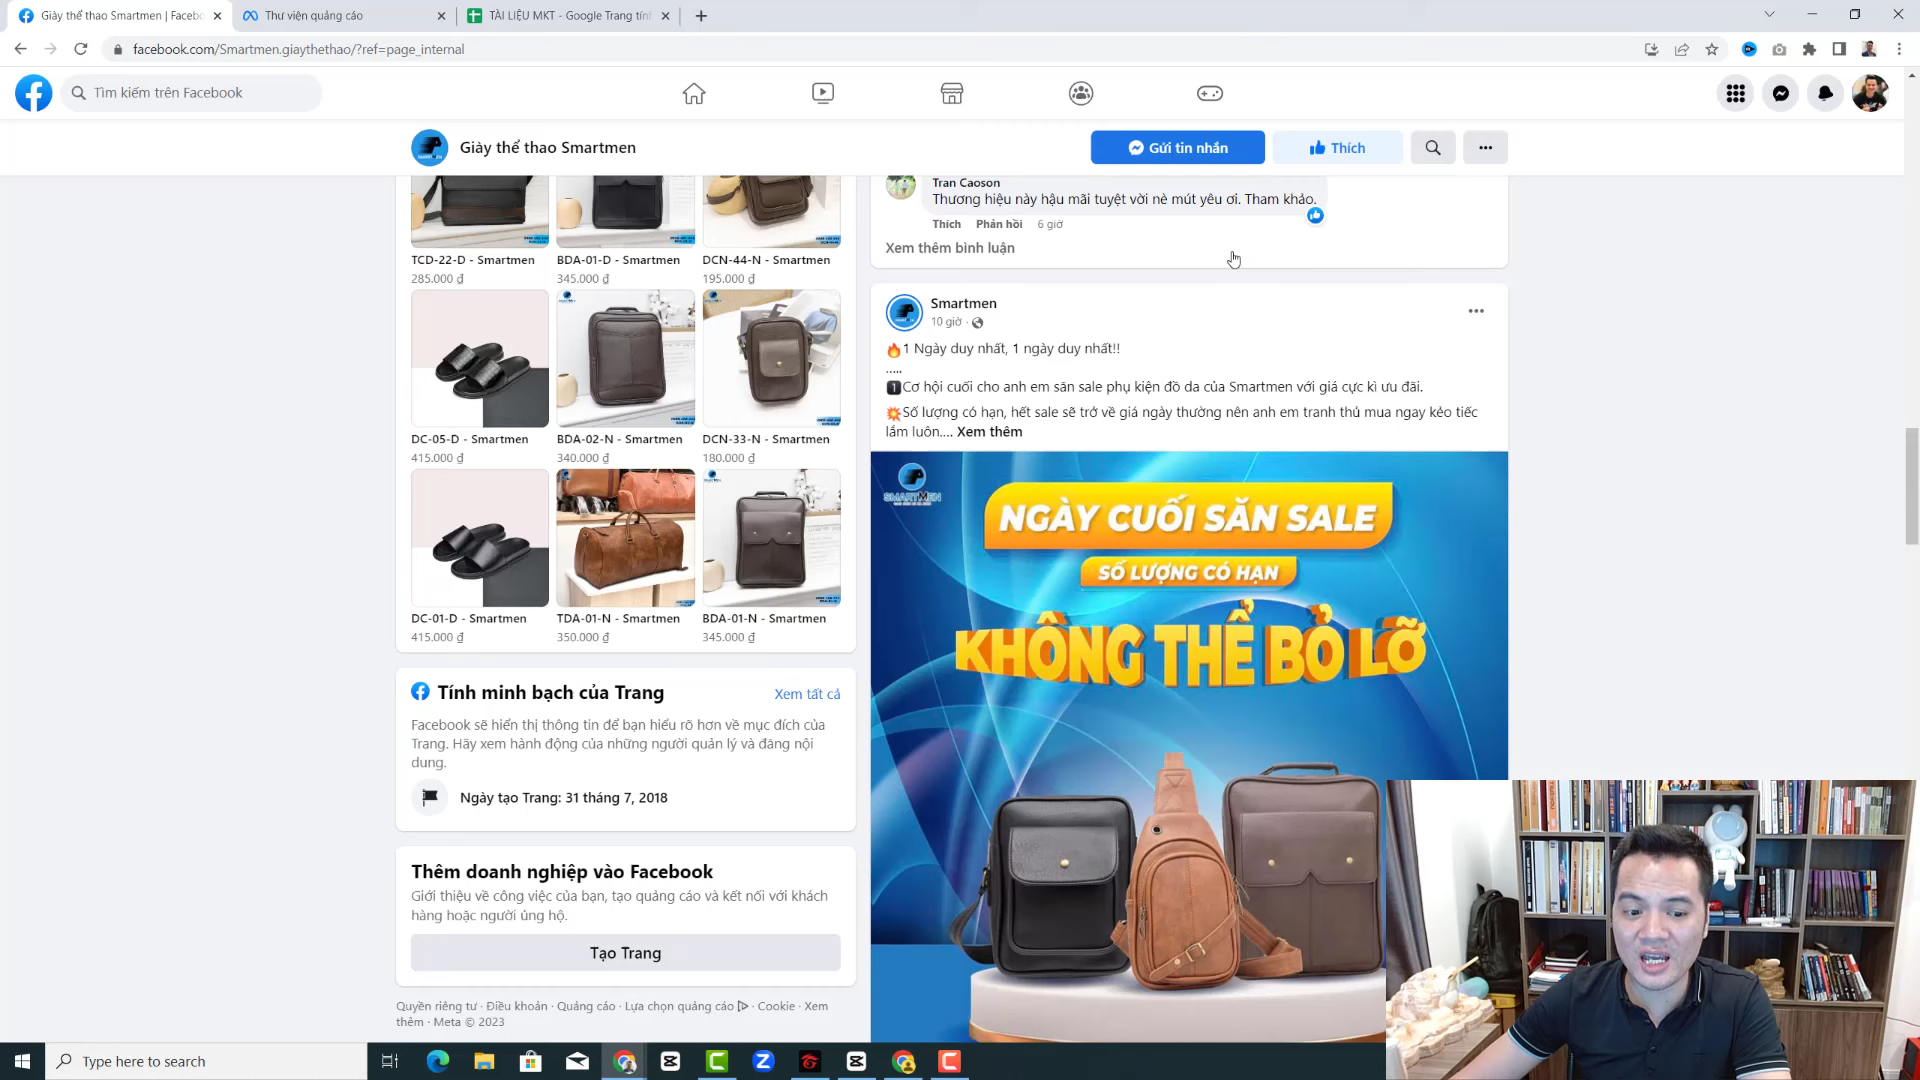 Giày thể thao Smartmen | Facebo
Thư viện quảng cáo
TÀI LIỆU MKT - Google Trang tính
facebook.com/Smartmen.giaythethao/?ref=page_internal
Tìm kiếm trên Facebook
Giày thể thao Smartmen
Gửi tin nhắn
Thích
TCD-22-D - Smartmen
285.000 ₫
BDA-01-D - Smartmen
345.000 ₫
DCN-44-N - Smartmen
195.000 ₫
DC-05-D - Smartmen
415.000 ₫
BDA-02-N - Smartmen
340.000 ₫
DCN-33-N - Smartmen
180.000 ₫
DC-01-D - Smartmen
415.000 ₫
TDA-01-N - Smartmen
350.000 ₫
BDA-01-N - Smartmen
345.000 ₫
Tính minh bạch của Trang
Xem tất cả
Facebook sẽ hiển thị thông tin để bạn hiểu rõ hơn về mục đích của
Trang. Hãy xem hành động của những người quản lý và đăng nội
dung.
Ngày tạo Trang: 31 tháng 7, 2018
Thêm doanh nghiệp vào Facebook
Giới thiệu về công việc của bạn, tạo quảng cáo và kết nối với khách
hàng hoặc người ủng hộ.
Tạo Trang
Quyền riêng tư · Điều khoản · Quảng cáo · Lựa chọn quảng cáo · Cookie · Xem
thêm · Meta © 2023
Tran Caoson
Thương hiệu này hậu mãi tuyệt vời nè mút yêu ơi. Tham khảo.
Thích Phản hồi 6 giờ
Xem thêm bình luận
Smartmen
10 giờ ·
🔥1 Ngày duy nhất, 1 ngày duy nhất!!
.....
1Cơ hội cuối cho anh em săn sale phụ kiện đồ da của Smartmen với giá cực kì ưu đãi.
💥Số lượng có hạn, hết sale sẽ trở về giá ngày thường nên anh em tranh thủ mua ngay kẻo tiếc
lắm luôn.... Xem thêm
SMARTMEN
NGÀY CUỐI SĂN SALE
SỐ LƯỢNG CÓ HẠN
KHÔNG THỂ BỎ LỠ
Type here to search